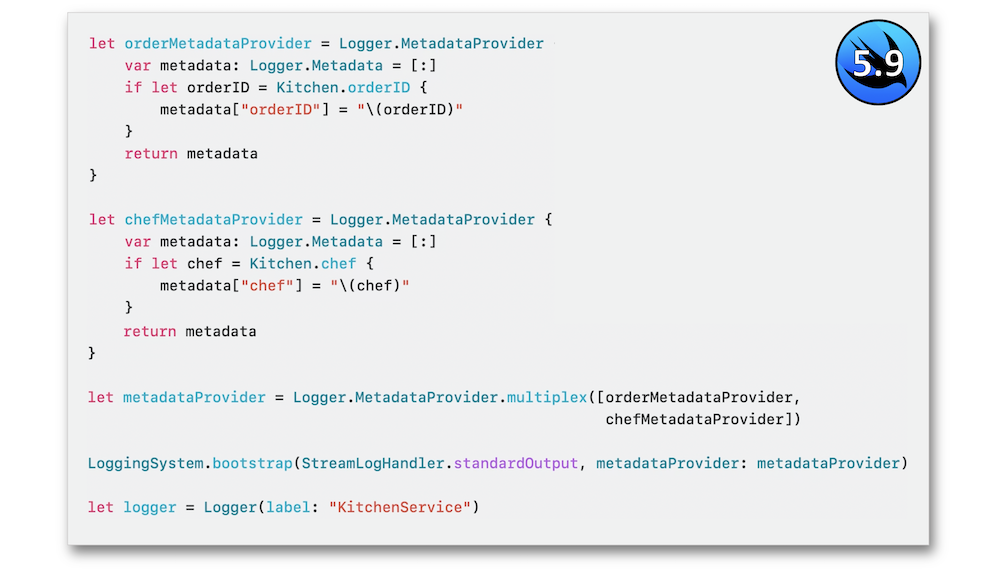 let orderMetadataProvider = Logger.MetadataProvider
    var metadata: Logger.Metadata = [:]
    if let orderID = Kitchen.orderID {
        metadata["orderID"] = "\(orderID)"
    }
    return metadata
}
let chefMetadataProvider = Logger.MetadataProvider {
    var metadata: Logger.Metadata = [:]
    if let chef = Kitchen.chef {
        metadata["chef"] = "\(chef)"
    }
    return metadata
}
let metadataProvider = Logger.MetadataProvider.multiplex([orderMetadataProvider,
                                                          chefMetadataProvider])
LoggingSystem.bootstrap(StreamLogHandler.standardOutput, metadataProvider: metadataProvider)
let logger = Logger(label: "KitchenService")
5.9